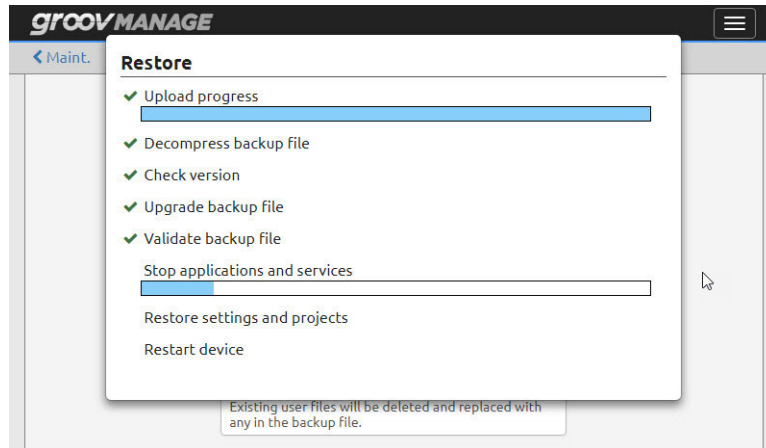 groovMANAGE
Maint.
Restore
Upload progress
Decompress backup file
Check version
Upgrade backup file
Validate backup file
Stop applications and services
Restore settings and projects
Restart device
Existing user files will be deleted and replaced with
any in the backup file.